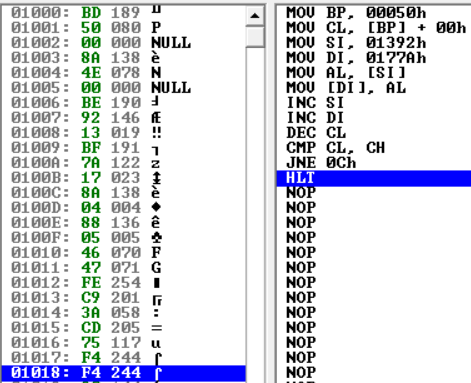 01000: BD 189 ╜
01001: 50 080 P
01002: 00 000 NULL
01003: 8A 138 è
01004: 4E 078 N
01005: 00 000 NULL
01006: BE 190 ╛
01007: 92 146 Æ
01008: 13 019 ‼
01009: BF 191 ┐
0100A: 7A 122 z
0100B: 17 023 ↨
0100C: 8A 138 è
0100D: 04 004 ♦
0100E: 88 136 ê
0100F: 05 005 ♣
01010: 46 070 F
01011: 47 071 G
01012: FE 254 ■
01013: C9 201 ╔
01014: 3A 058 :
01015: CD 205 ═
01016: 75 117 u
01017: F4 244 ⌠
01018: F4 244 ⌠
MOV BP, 00050h
MOV CL, [BP] + 00h
MOV SI, 01392h
MOV DI, 0177Ah
MOV AL, [SI]
MOV [DI], AL
INC SI
INC DI
DEC CL
CMP CL, CH
JNE 0Ch
HLT
NOP
NOP
NOP
NOP
NOP
NOP
NOP
NOP
NOP
NOP
NOP
NOP
NOP